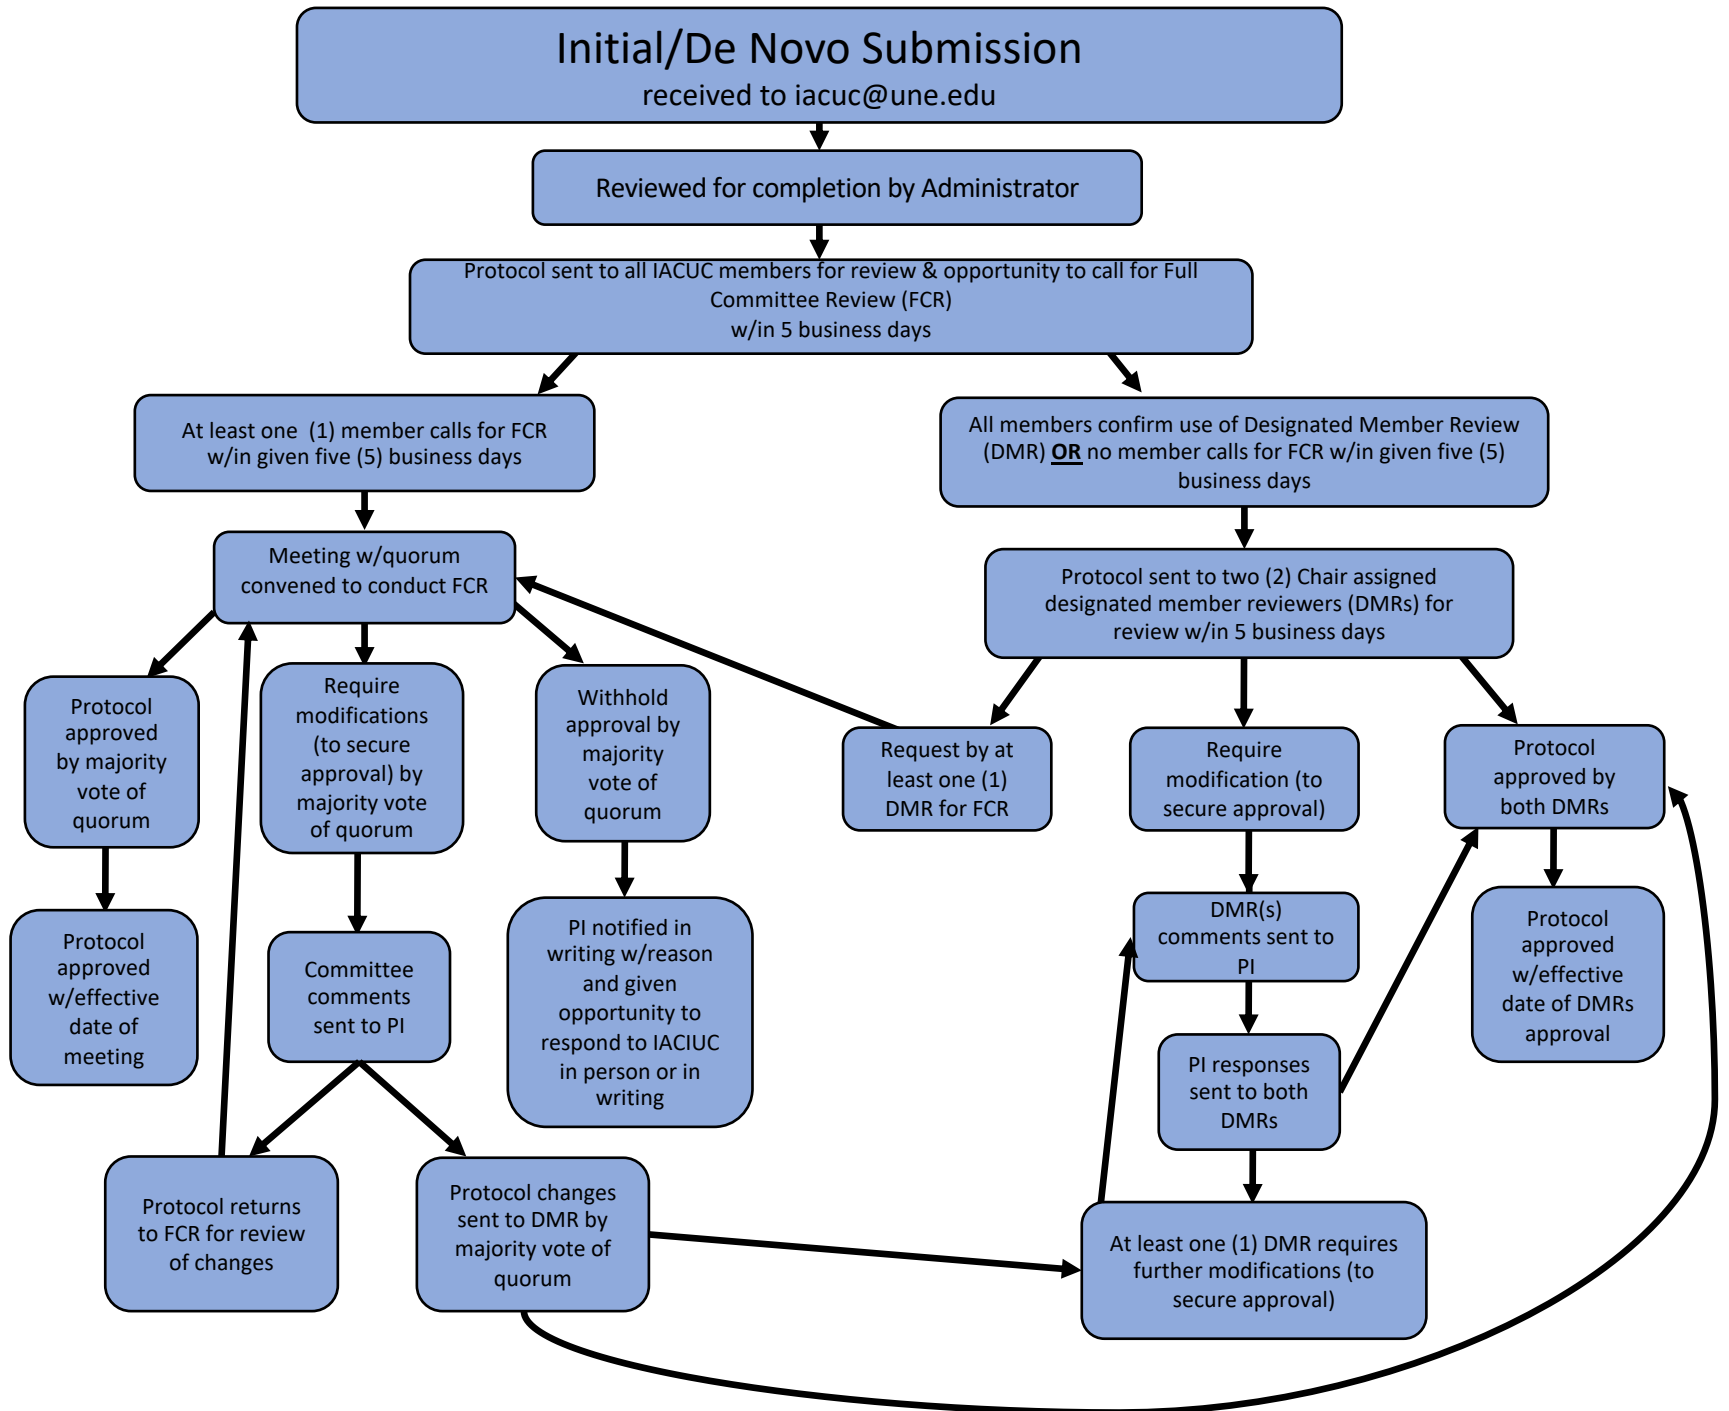 Initial/De Novo Submission
received to iacuc@une.edu
Reviewed for completion by Administrator
Protocol sent to all IACUC members for review & opportunity to call for Full
Committee Review (FCR)
w/in 5 business days
At least one (1) member calls for FCR
w/in given five (5) business days
All members confirm use of Designated Member Review
(DMR) OR no member calls for FCR w/in given five (5)
business days
Meeting w/quorum
convened to conduct FCR
Protocol sent to two (2) Chair assigned
designated member reviewers (DMRs) for
review w/in 5 business days
Protocol
approved
by majority
vote of
quorum
Require
modifications
(to secure
approval) by
majority vote
of quorum
Withhold
approval by
majority
vote of
quorum
Request by at
least one (1)
DMR for FCR
Require
modification (to
secure approval)
Protocol
approved by
both DMRs
Protocol
approved
w/effective
date of
meeting
Committee
comments
sent to PI
PI notified in
writing w/reason
and given
opportunity to
respond to IACIUC
in person or in
writing
DMR(s)
comments sent to
PI
Protocol
approved
w/effective
date of DMRs
approval
PI responses
sent to both
DMRs
Protocol returns
to FCR for review
of changes
Protocol changes
sent to DMR by
majority vote of
quorum
At least one (1) DMR requires
further modifications (to
secure approval)